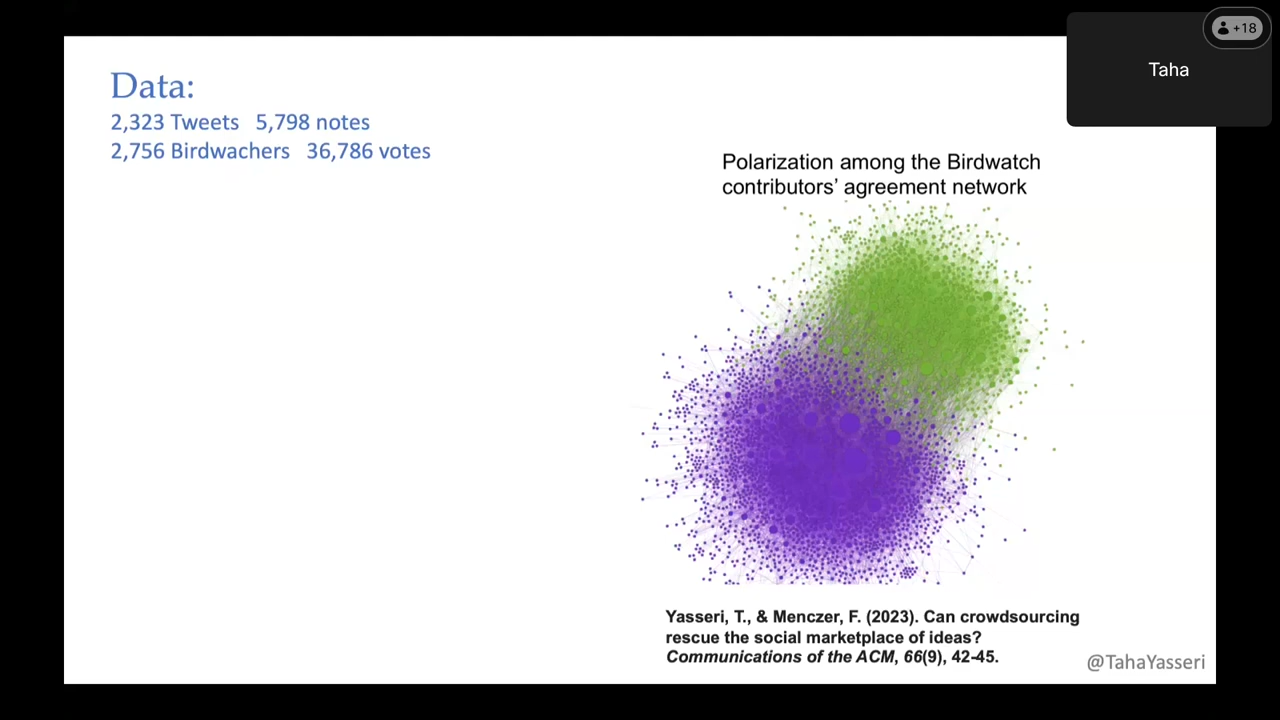 +18
Taha
Data:
2,323 Tweets 5,798 notes
2,756 Birdwachers 36,786 votes
Polarization among the Birdwatch
contributors’ agreement network
Yasseri, T., & Menczer, F. (2023). Can crowdsourcing
rescue the social marketplace of ideas?
Communications of the ACM, 66(9), 42-45.
@TahaYasseri